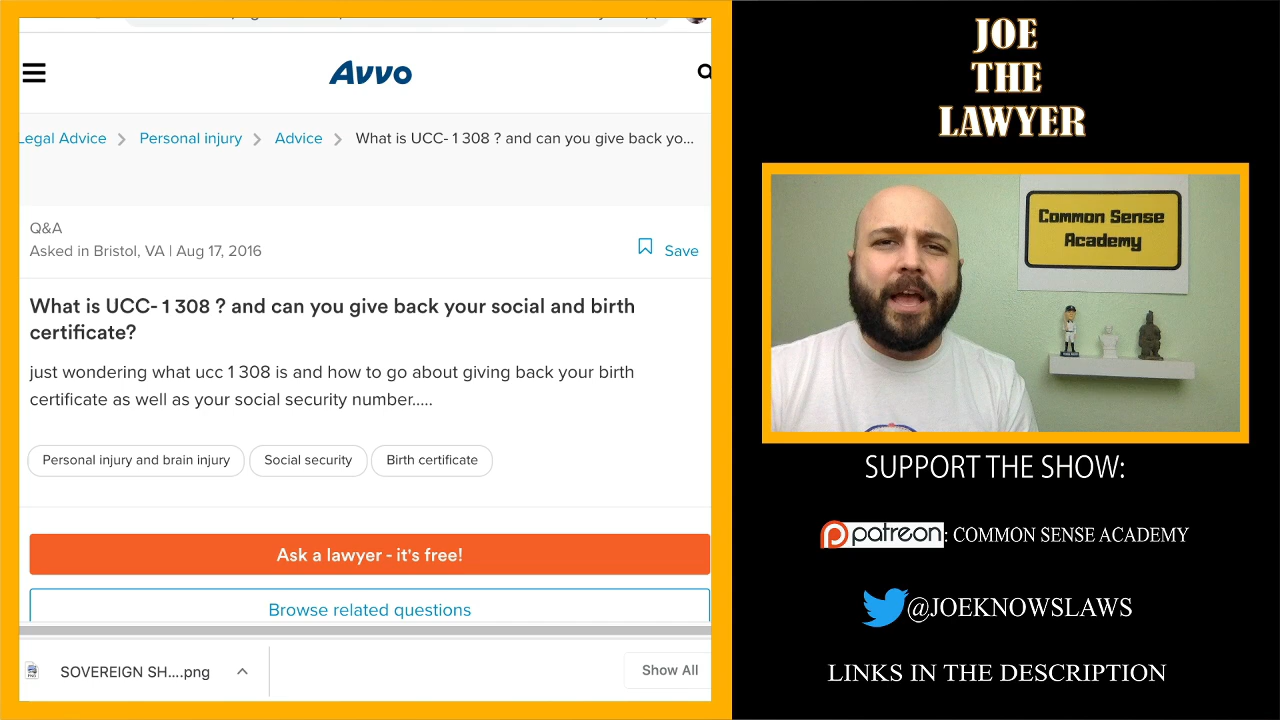 Avvo
Legal Advice > Personal injury > Advice > What is UCC- 1 308 ? and can you give back yo...
Q&A
Asked in Bristol, VA | Aug 17, 2016
Save
What is UCC- 1 308 ? and can you give back your social and birth
certificate?
just wondering what ucc 1 308 is and how to go about giving back your birth
certificate as well as your social security number.....
Personal injury and brain injury
Social security
Birth certificate
Ask a lawyer - it's free!
Browse related questions
SOVEREIGN SH....png
Show All
JOE
THE
LAWYER
Common Sense
Academy
SUPPORT THE SHOW:
patreon: COMMON SENSE ACADEMY
@JOEKNOWSLAWS
LINKS IN THE DESCRIPTION